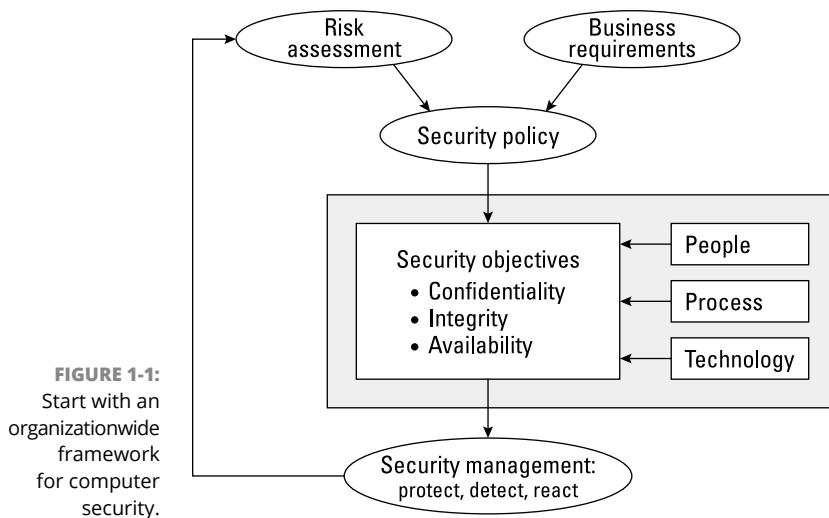 Risk
assessment
Business
requirements
Security policy
Security objectives
• Confidentiality
• Integrity
• Availability
People
Process
Technology
Security management:
protect, detect, react
FIGURE 1-1:
Start with an
organizationwide
framework
for computer
security.